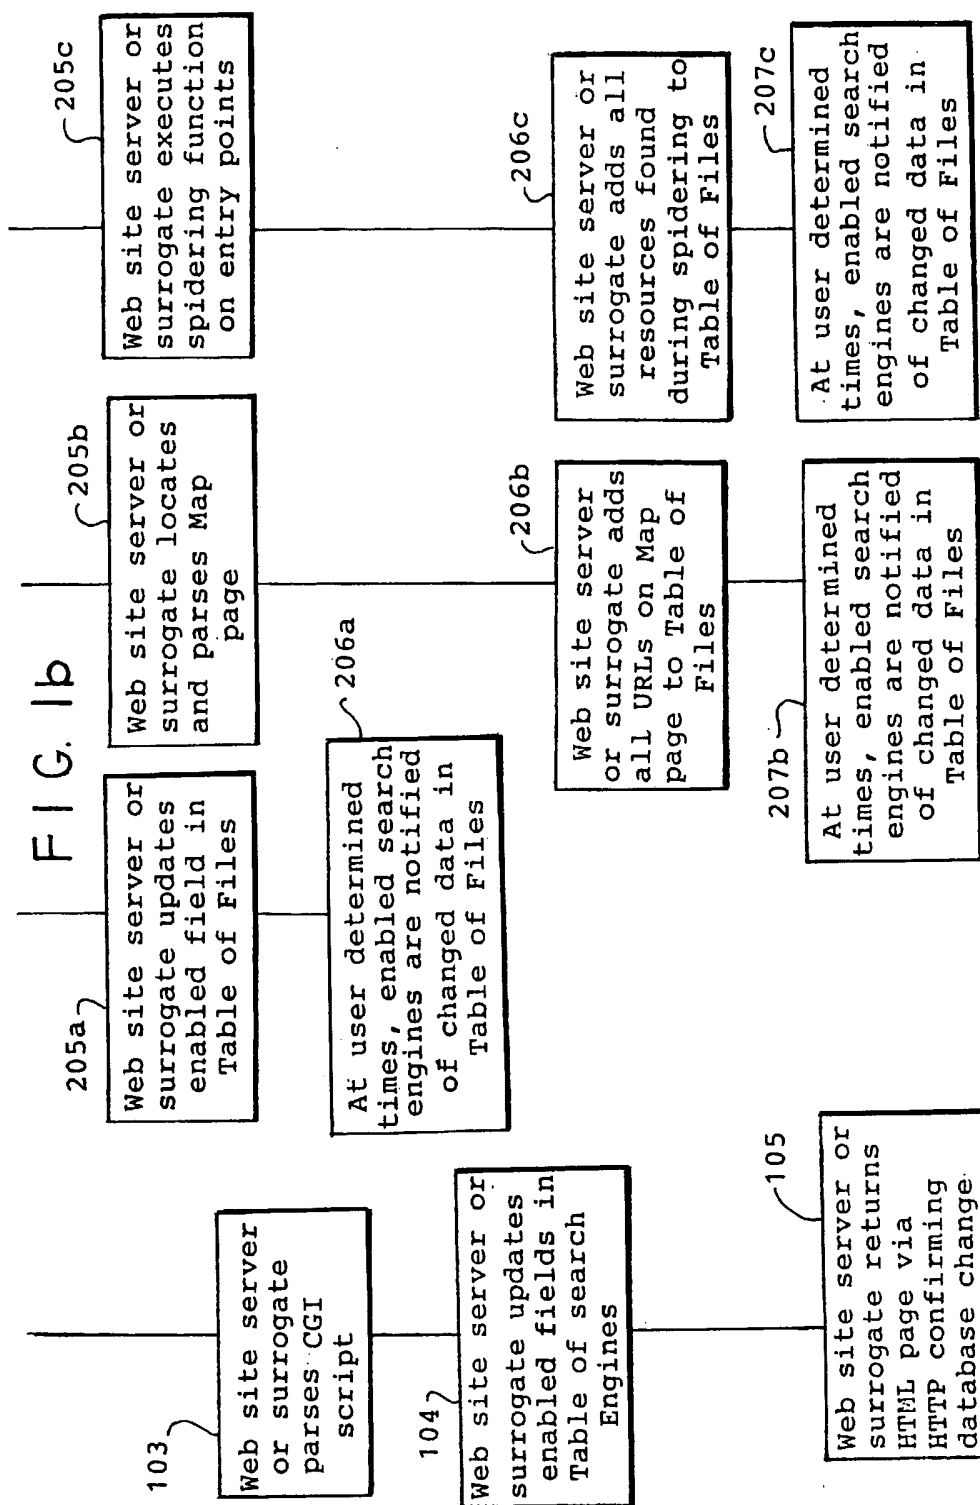 FIG. 1b
103
Web site server
or surrogate
parses CGI
script
104
Web site server or
surrogate updates
enabled fields in
Table of search
Engines
105
Web site server or
surrogate returns
HTML page via
HTTP confirming
database change
205a
Web site server or
surrogate updates
enabled field in
Table of Files
206a
At user determined
times, enabled search
engines are notified
of changed data in
Table of Files
205b
Web site server or
surrogate locates
and parses Map
page
206b
Web site server
or surrogate adds
all URLs on Map
page to Table of
Files
207b
At user determined
times, enabled search
engines are notified
of changed data in
Table of Files
205c
Web site server or
surrogate executes
spidering function
on entry points
206c
Web site server or
surrogate adds all
resources found
during spidering to
Table of Files
207c
At user determined
times, enabled search
engines are notified
of changed data in
Table of Files